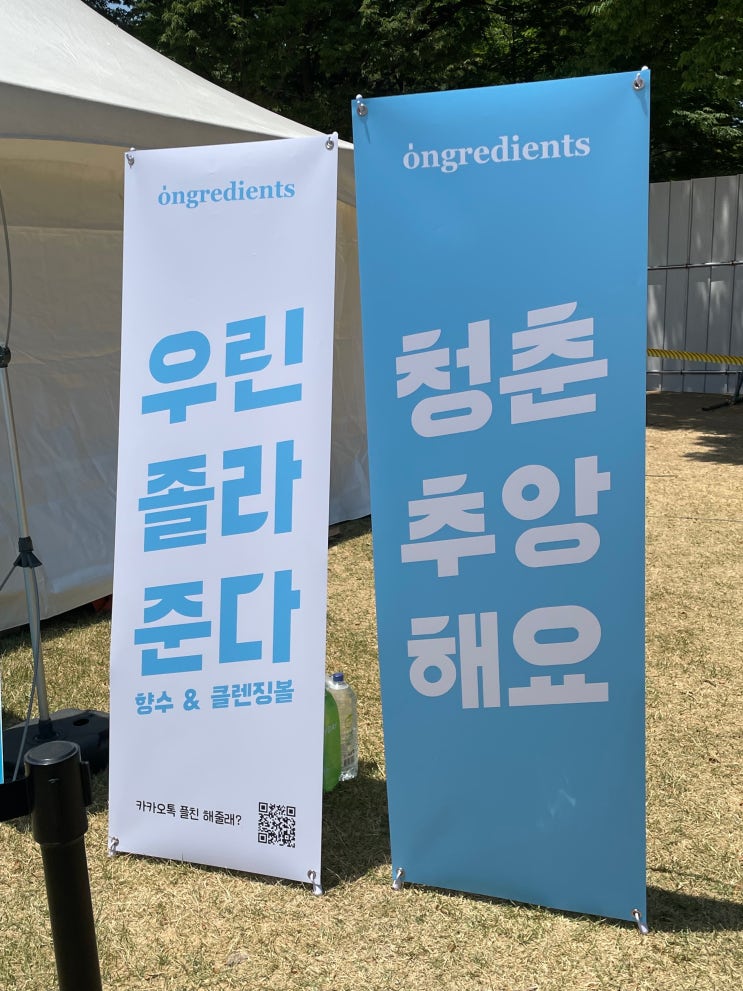 ongredients
우린
졸라
준다
향수 & 클렌징볼
카카오톡 플친 해줄래?
ongredients
청춘
추앙
해요